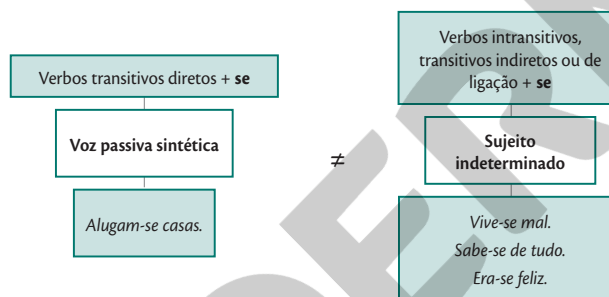 Verbos transitivos diretos + se
Voz passiva sintética
Alugam-se casas.
≠
Verbos intransitivos,
transitivos indiretos ou de
ligação + se
Sujeito
indeterminado
Vive-se mal.
Sabe-se de tudo.
Era-se feliz.